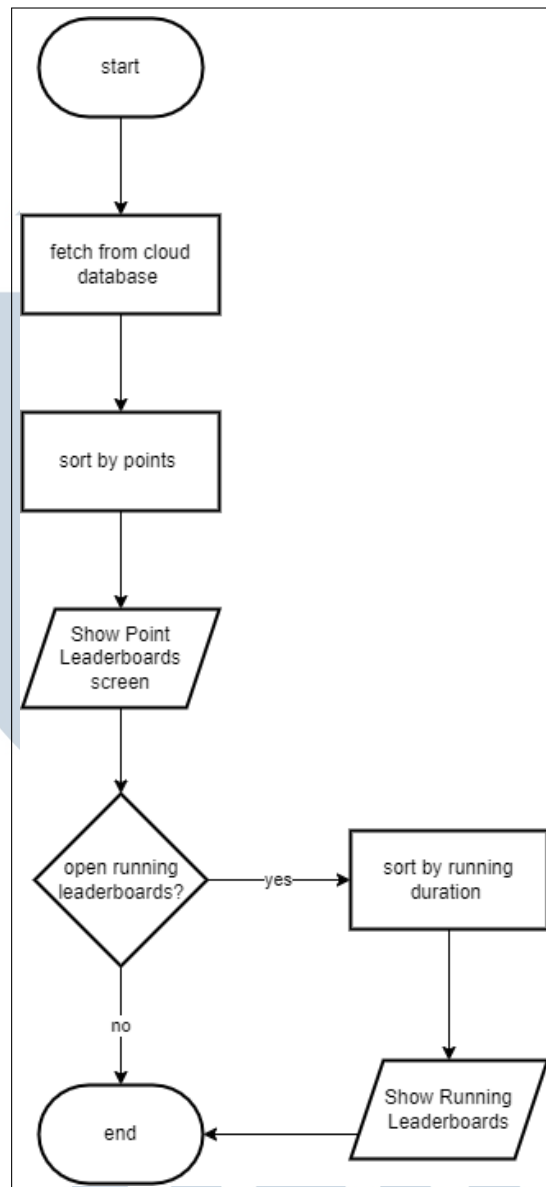 start
fetch from cloud
database
sort by points
Show Point
Leaderboards
screen
open running
leaderboards?
yes
sort by running
duration
no
Show Running
Leaderboards
end